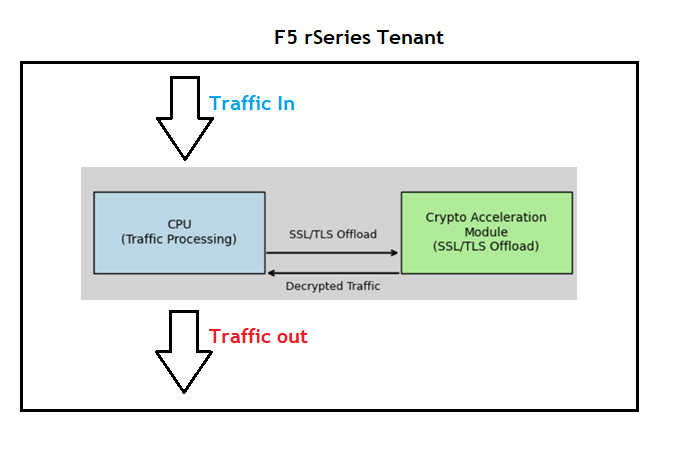 F5 rSeries Tenant
Traffic In
CPU
(Traffic Processing)
SSL/TLS Offload
Decrypted Traffic
Crypto Acceleration
Module
(SSL/TLS Offload)
Traffic out